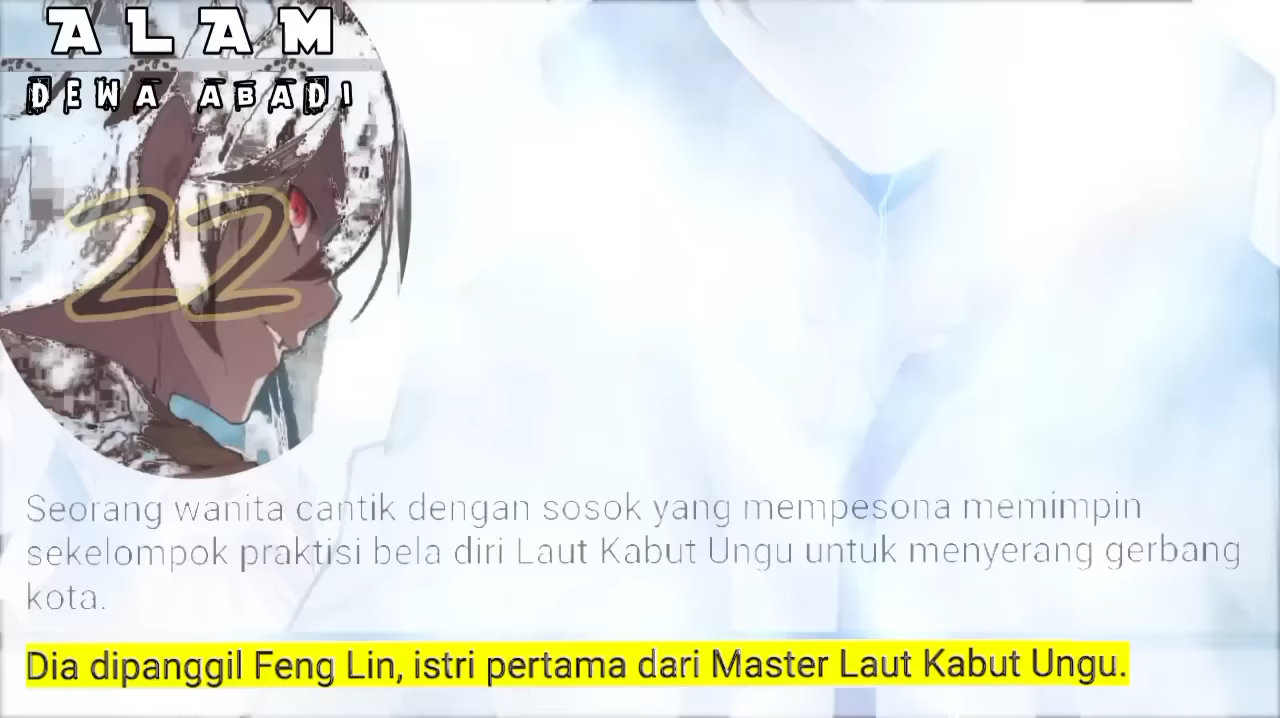 ALAM
DEWA ABADI
22
Seorang wanita cantik dengan sosok yang mempesona memimpin
sekelompok praktisi bela diri Laut Kabut Ungu untuk menyerang gerbang
kota.
Dia dipanggil Feng Lin, istri pertama dari Master Laut Kabut Ungu.